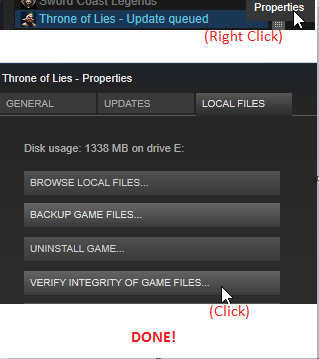 Sword Coast Legends
Properties
Throne of Lies - Update queued
(Right Click)
Throne of Lies - Properties
GENERAL
UPDATES
LOCAL FILES
Disk usage: 1338 MB on drive E:
BROWSE LOCAL FILES...
BACKUP GAME FILES...
UNINSTALL GAME...
VERIFY INTEGRITY OF GAME FILES...
(Click)
DONE!